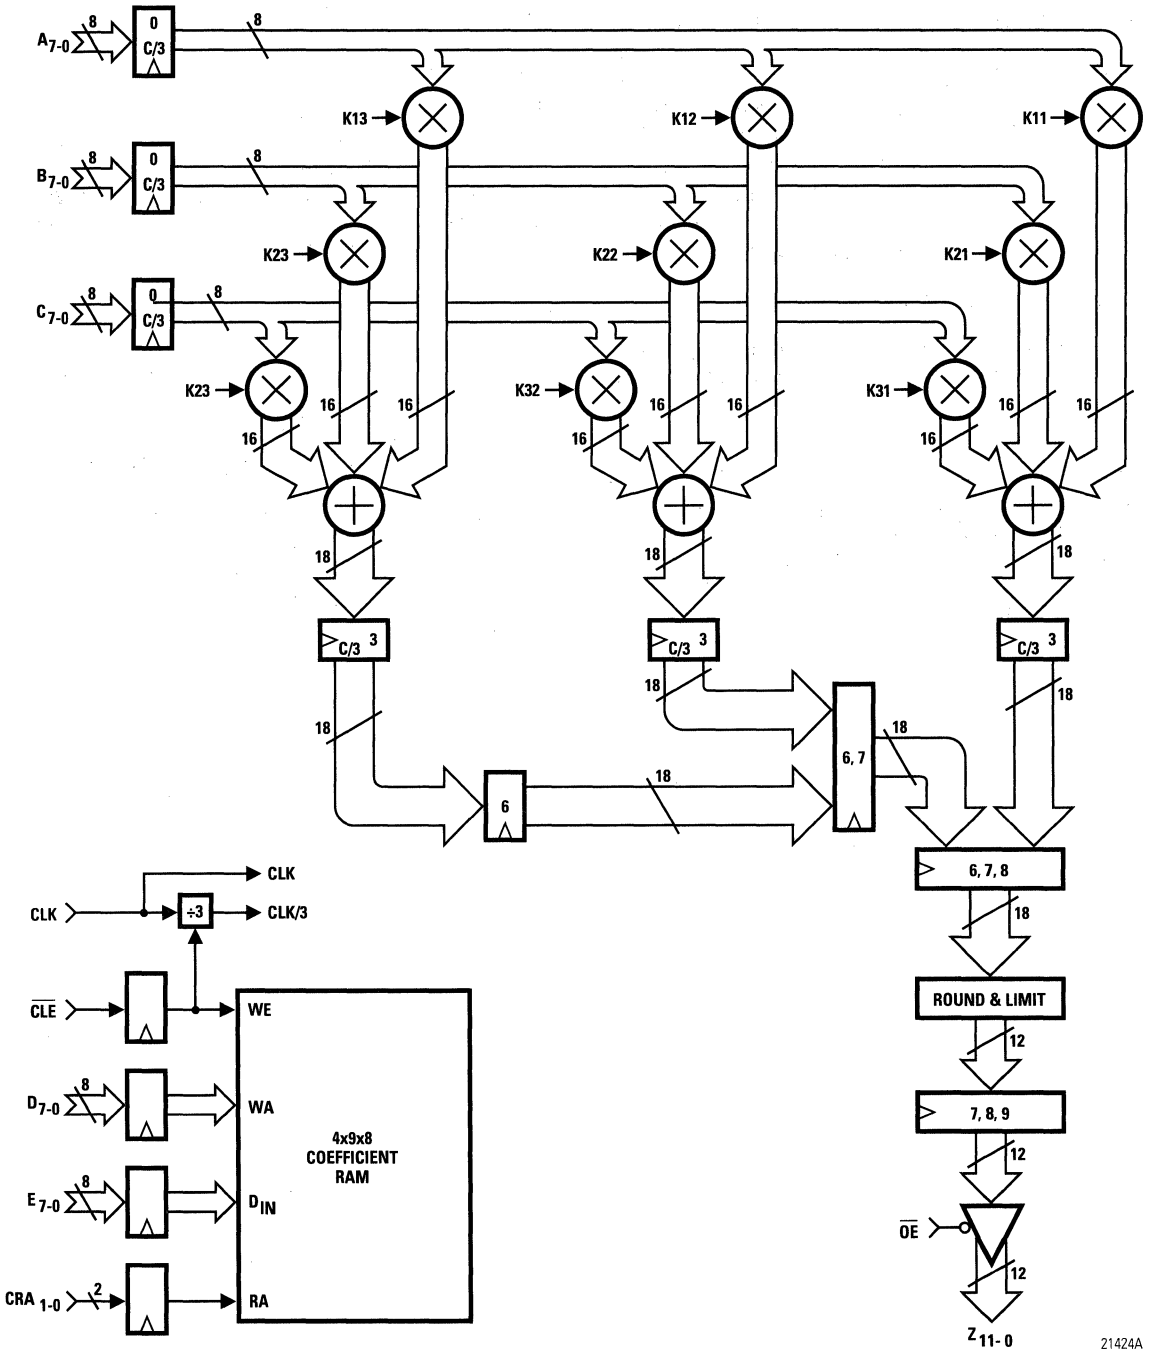 A7-0
8
0
C/3
8
K13
K12
K11
B7-0
8
0
C/3
8
K23
K22
K21
C7-0
8
0
C/3
8
K23
K32
K31
16
16
16
16
16
16
16
16
16
18
18
18
C/3 3
C/3 3
C/3 3
18
18
18
18
18
6, 7
6
CLK
CLK
÷3
CLK/3
6, 7, 8
18
CLE
WE
ROUND & LIMIT
12
D7-0
8
WA
7, 8, 9
4x9x8
COEFFICIENT
RAM
12
E7-0
8
DIN
OE
12
CRA 1-0
2
RA
Z11-0
21424A